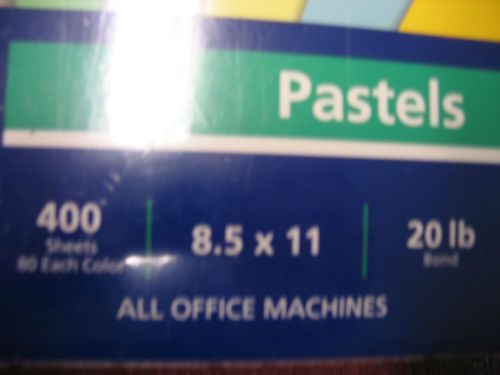 Pastels
400
Sheets
80 Each Color
8.5 x 11
20 lb
Bond
ALL OFFICE MACHINES